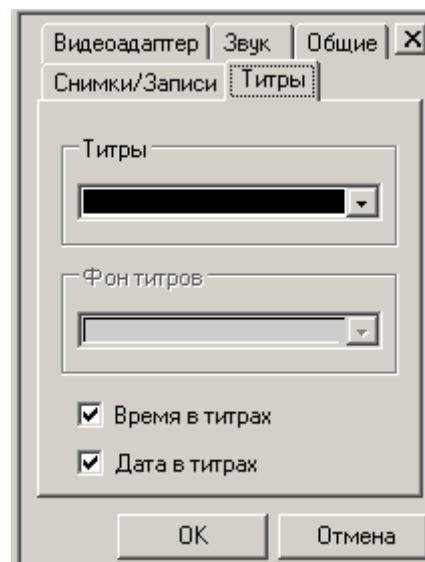 Видеоадаптер Звук Общие
Снимки/Записи Титры
Титры
Фон титров
Время в титрах
Дата в титрах
OK Отмена